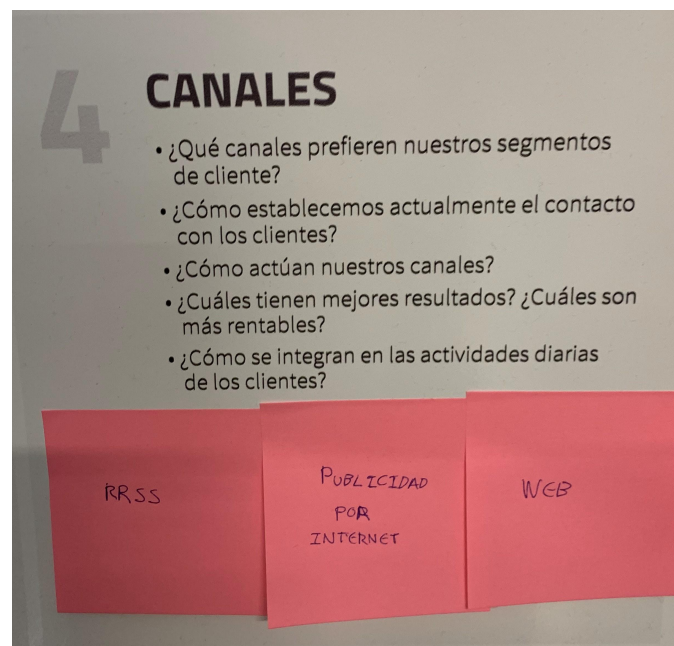 4
CANALES
• ¿Qué canales prefieren nuestros segmentos
de cliente?
• ¿Cómo establecemos actualmente el contacto
con los clientes?
• ¿Cómo actúan nuestros canales?
• ¿Cuáles tienen mejores resultados? ¿Cuáles son
más rentables?
• ¿Cómo se integran en las actividades diarias
de los clientes?
RRSS
PUBLICIDAD
POR
INTERNET
WEB